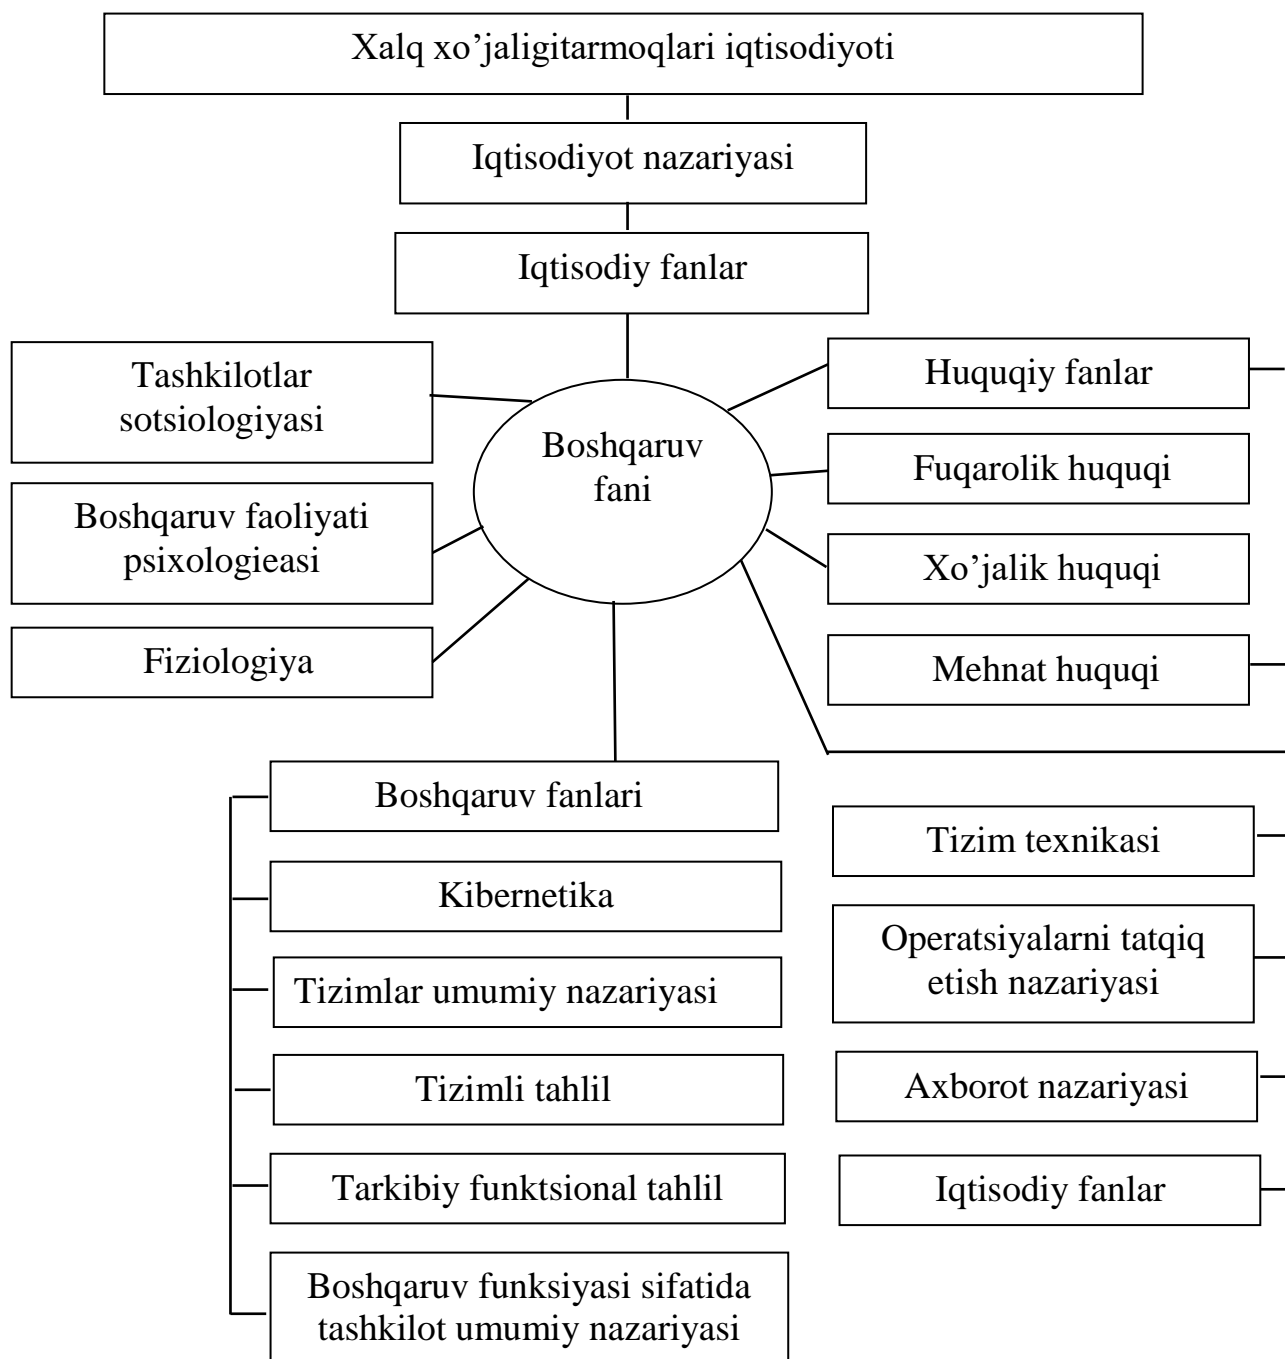 Xalq xo’jaligitarmoqlari iqtisodiyoti
Iqtisodiyot nazariyasi
Iqtisodiy fanlar
Tashkilotlar
sotsiologiyasi
Boshqaruv faoliyati
psixologieasi
Fiziologiya
Boshqaruv
fani
Huquqiy fanlar
Fuqarolik huquqi
Xo’jalik huquqi
Mehnat huquqi
Boshqaruv fanlari
Kibernetika
Tizimlar umumiy nazariyasi
Tizimli tahlil
Tarkibiy funktsional tahlil
Boshqaruv funksiyasi sifatida
tashkilot umumiy nazariyasi
Tizim texnikasi
Operatsiyalarni tatqiq
etish nazariyasi
Axborot nazariyasi
Iqtisodiy fanlar